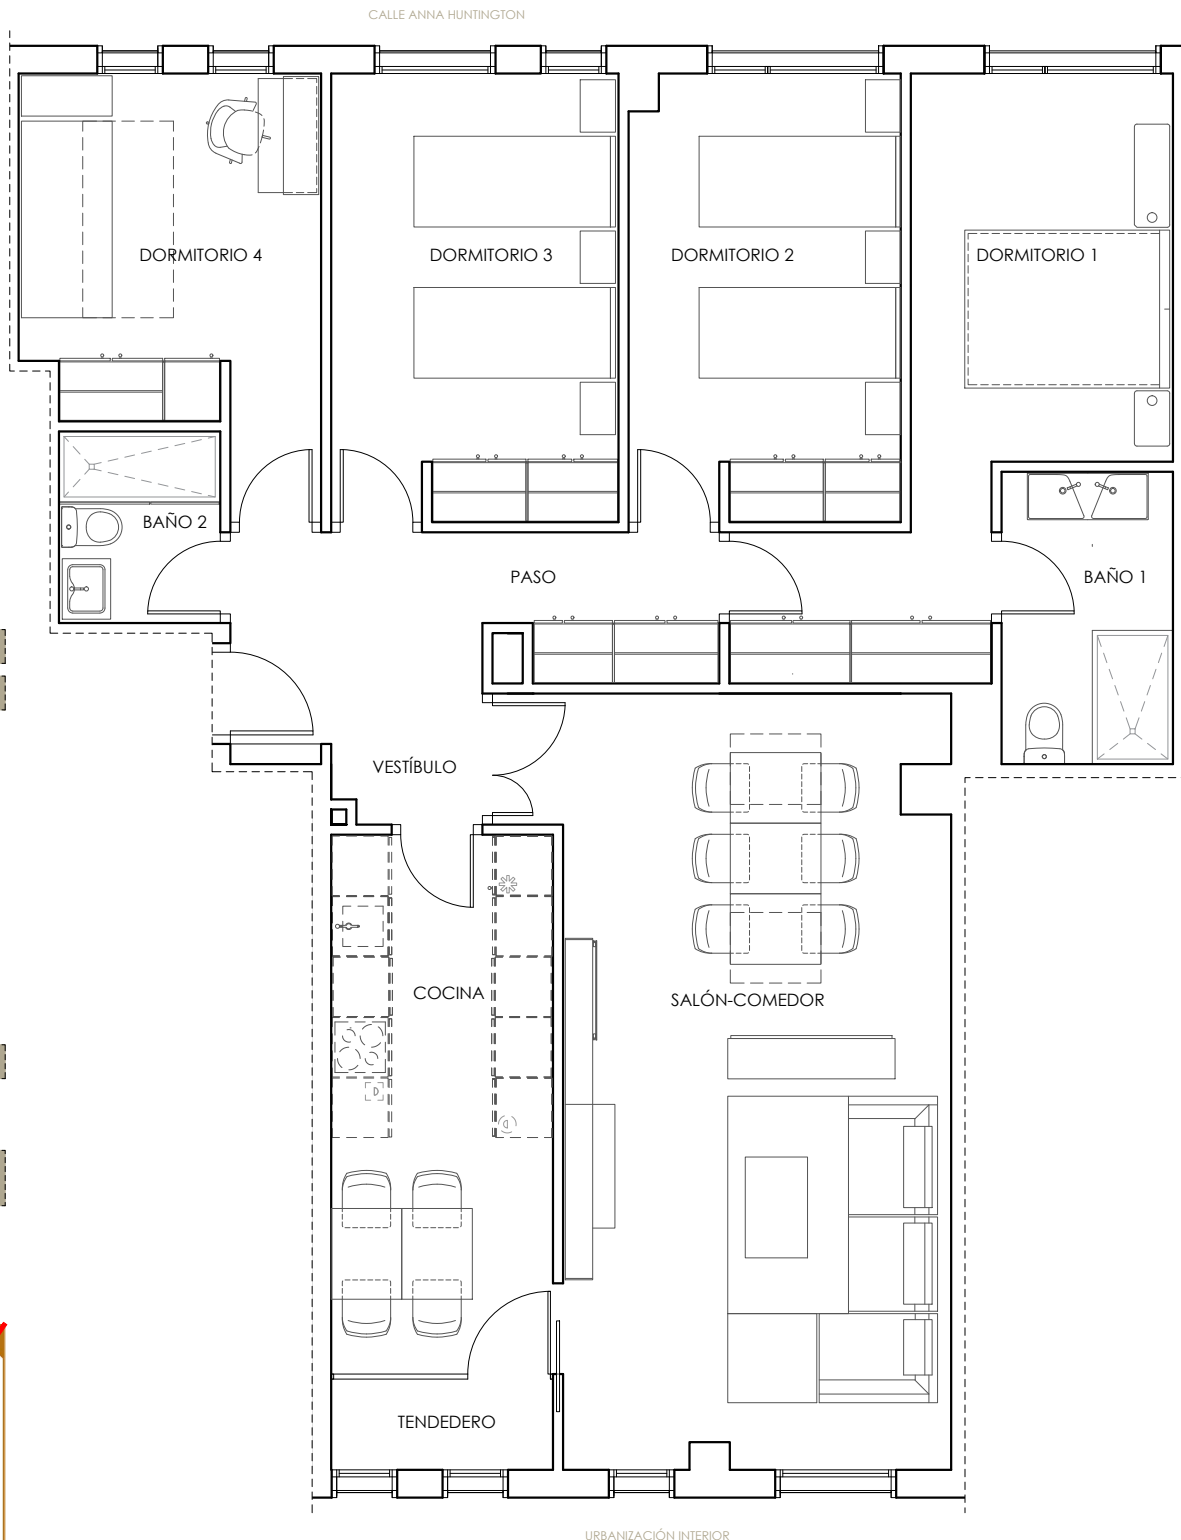 CALLE ANNA HUNTINGTON
DORMITORIO 4
DORMITORIO 3
DORMITORIO 2
DORMITORIO 1
BAÑO 2
PASO
BAÑO 1
VESTÍBULO
COCINA
SALÓN-COMEDOR
TENDEDERO
URBANIZACIÓN INTERIOR